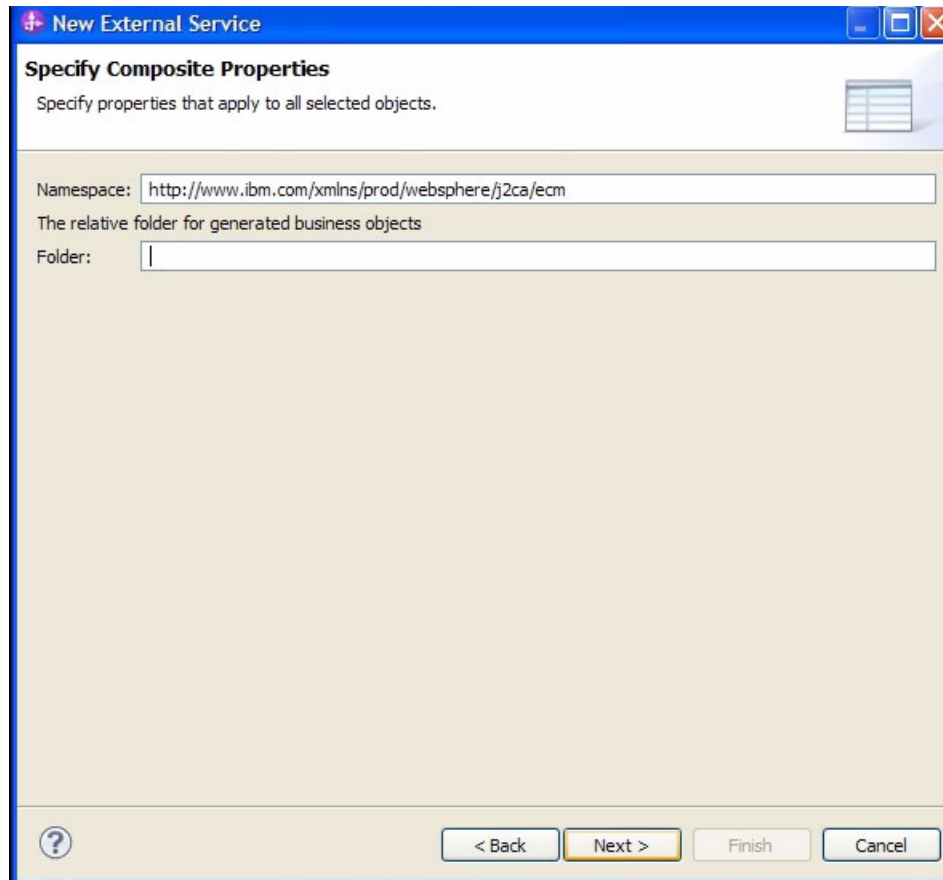 New External Service
Specify Composite Properties
Specify properties that apply to all selected objects.
Namespace: http://www.ibm.com/xmlns/prod/websphere/j2ca/ecm
The relative folder for generated business objects
Folder:
? < Back Next > Finish Cancel